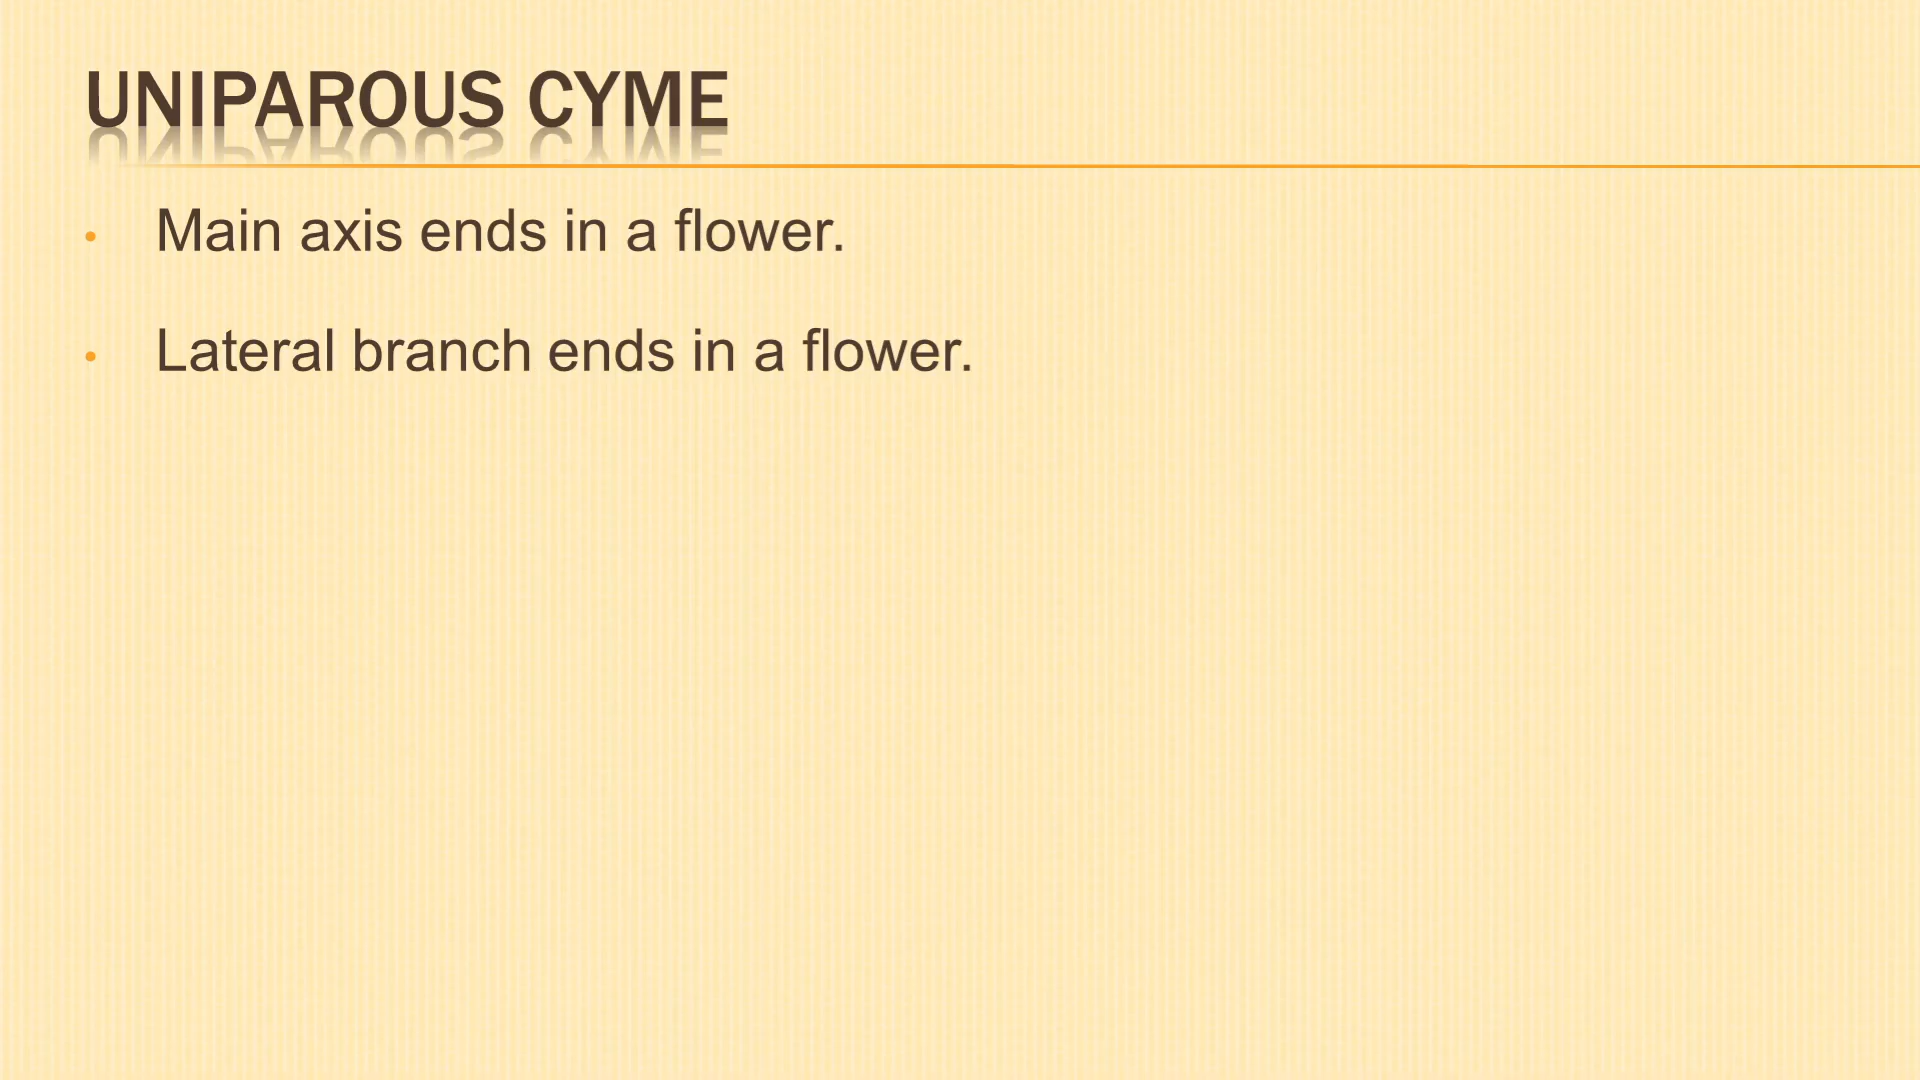 UNIPAROUS CYME
• Main axis ends in a flower.
• Lateral branch ends in a flower.